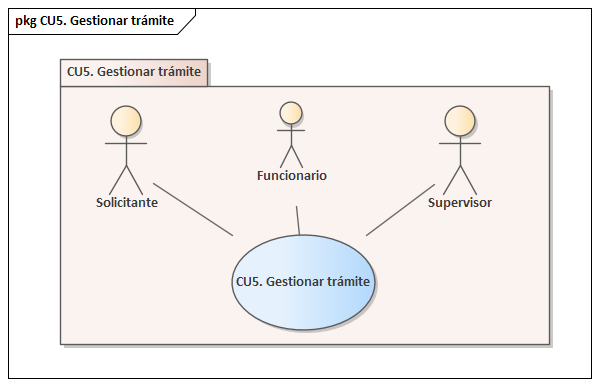 pkg CU5. Gestionar trámite
CU5. Gestionar trámite
Funcionario
Solicitante
Supervisor
CU5. Gestionar trámite